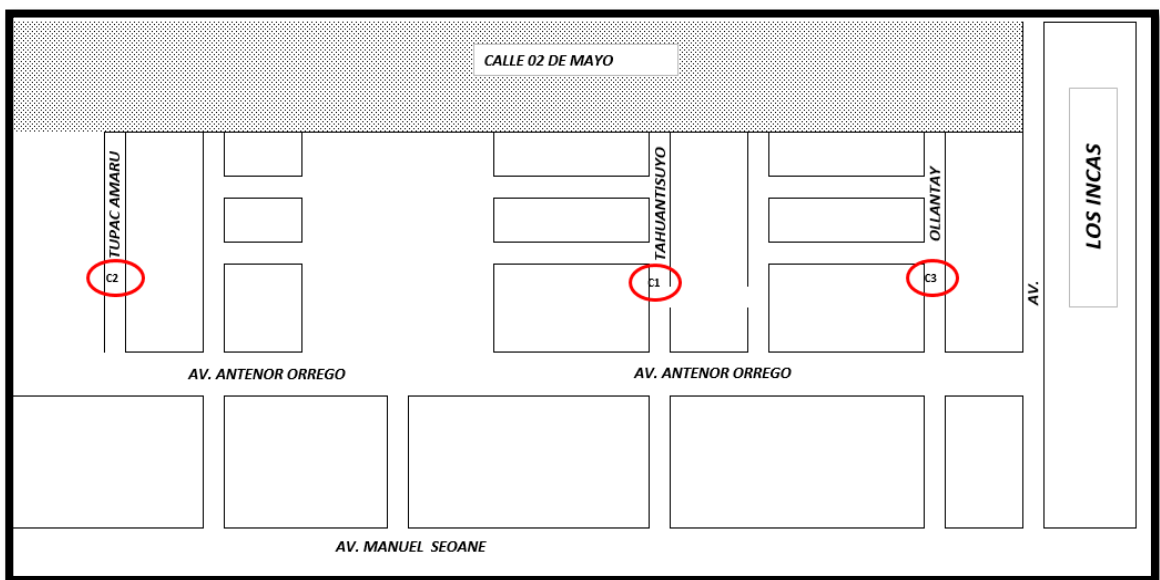 CALLE 02 DE MAYO
TUPAC AMARU
TAHUANTISUYO
OLLANTAY
LOS INCAS
C2
C1
C3
AV.
AV. ANTENOR ORREGO
AV. ANTENOR ORREGO
AV. MANUEL SEOANE